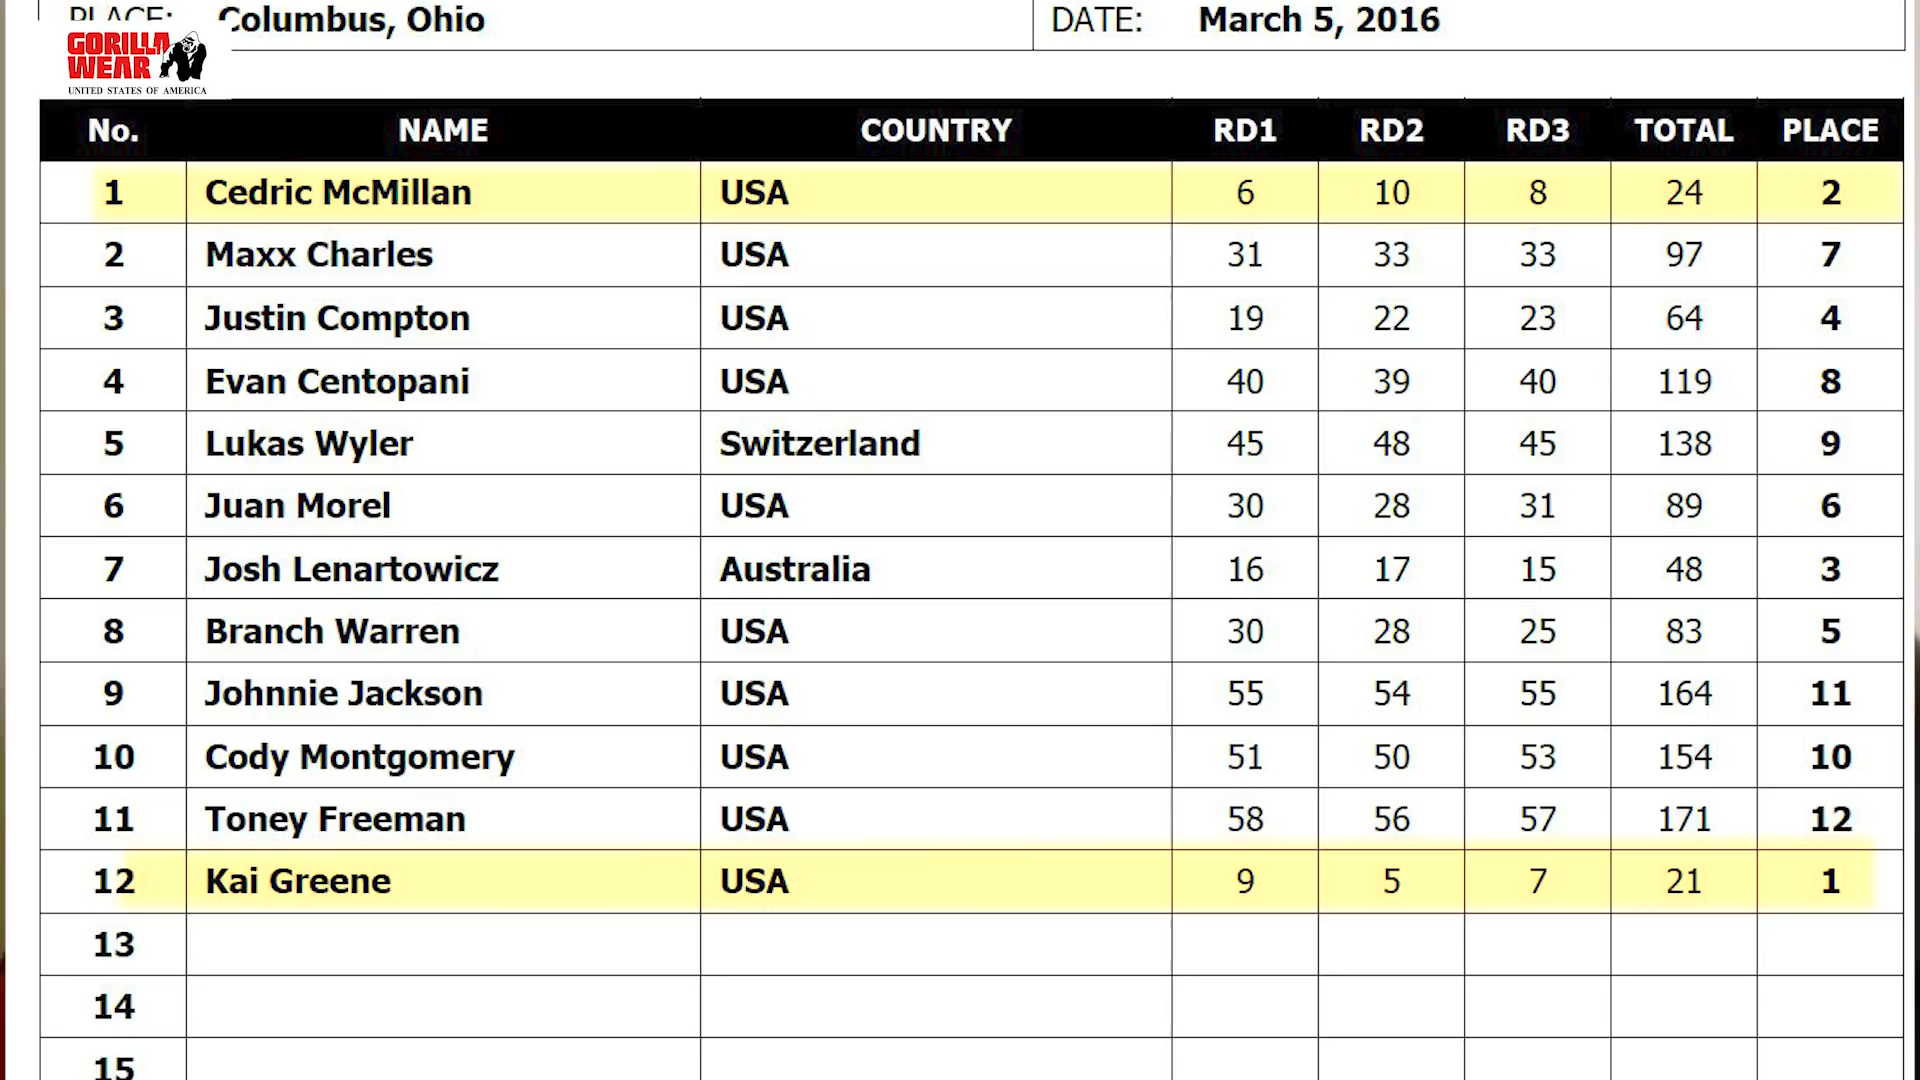 PLACE: Columbus, Ohio DATE: March 5, 2016
GORILLA
WEAR
UNITED STATES OF AMERICA
No. NAME COUNTRY RD1 RD2 RD3 TOTAL PLACE
1 Cedric McMillan USA 6 10 8 24 2
2 Maxx Charles USA 31 33 33 97 7
3 Justin Compton USA 19 22 23 64 4
4 Evan Centopani USA 40 39 40 119 8
5 Lukas Wyler Switzerland 45 48 45 138 9
6 Juan Morel USA 30 28 31 89 6
7 Josh Lenartowicz Australia 16 17 15 48 3
8 Branch Warren USA 30 28 25 83 5
9 Johnnie Jackson USA 55 54 55 164 11
10 Cody Montgomery USA 51 50 53 154 10
11 Toney Freeman USA 58 56 57 171 12
12 Kai Greene USA 9 5 7 21 1
13
14
15